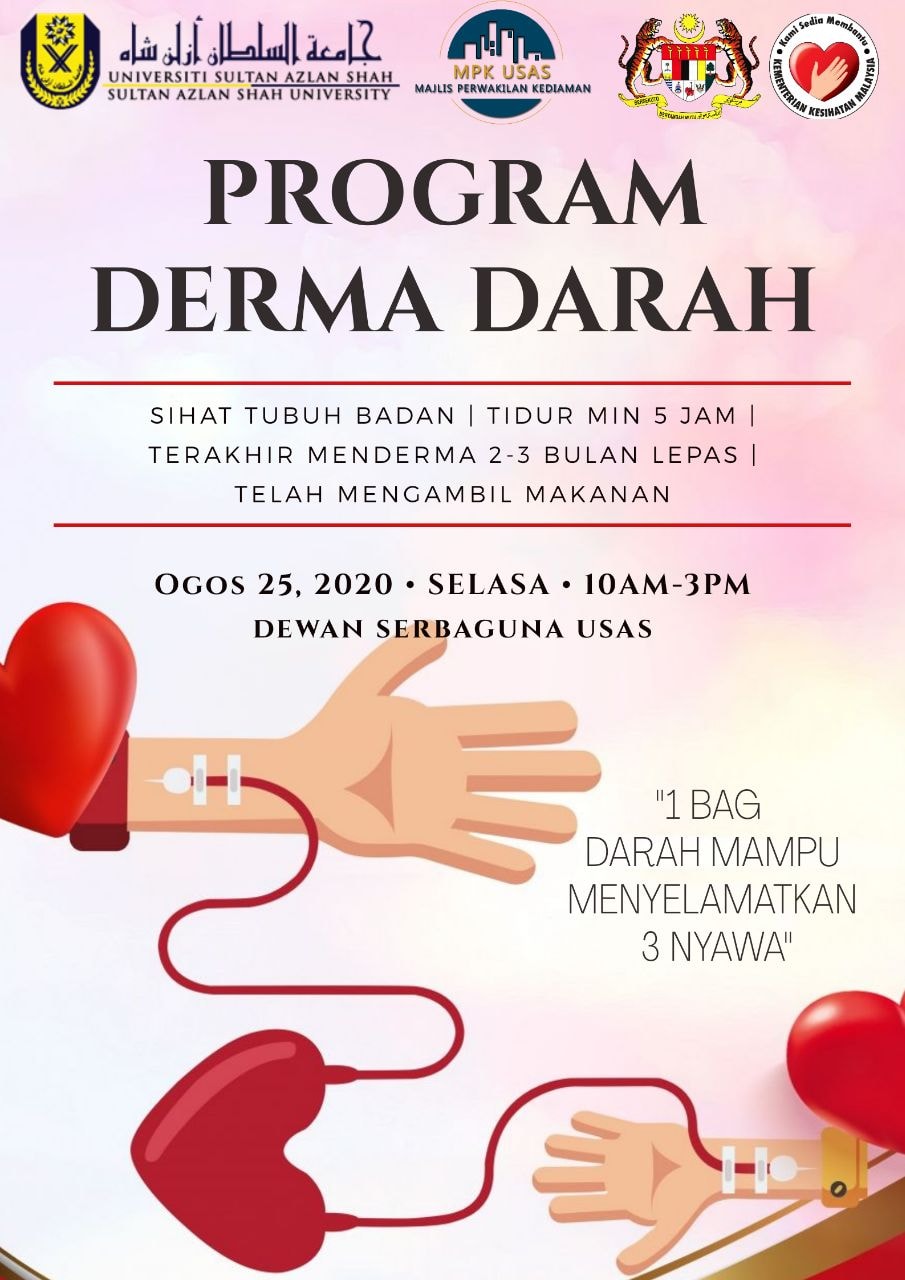 جامعة السلطان أزلن شاه
UNIVERSITI SULTAN AZLAN SHAH
SULTAN AZLAN SHAH UNIVERSITY
MPK USAS
MAJLIS PERWAKILAN KEDIAMAN
Kami Sedia Membantu
KEMENTERIAN KESIHATAN MALAYSIA
PROGRAM
DERMA DARAH
SIHAT TUBUH BADAN | TIDUR MIN 5 JAM |
TERAKHIR MENDERMA 2-3 BULAN LEPAS |
TELAH MENGAMBIL MAKANAN
OGOS 25, 2020 • SELASA • 10AM-3PM
DEWAN SERBAGUNA USAS
"1 BAG
DARAH MAMPU
MENYELAMATKAN
3 NYAWA"